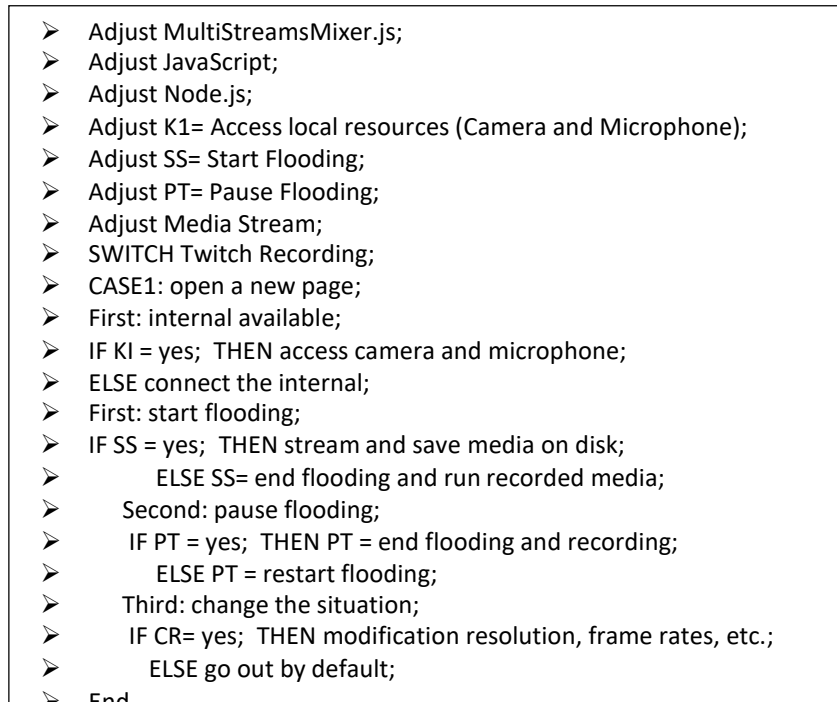 ➢ Adjust MultiStreamsMixer.js;
➢ Adjust JavaScript;
➢ Adjust Node.js;
➢ Adjust K1= Access local resources (Camera and Microphone);
➢ Adjust SS= Start Flooding;
➢ Adjust PT= Pause Flooding;
➢ Adjust Media Stream;
➢ SWITCH Twitch Recording;
➢ CASE1: open a new page;
➢ First: internal available;
➢ IF KI = yes; THEN access camera and microphone;
➢ ELSE connect the internal;
➢ First: start flooding;
➢ IF SS = yes; THEN stream and save media on disk;
➢ ELSE SS= end flooding and run recorded media;
➢ Second: pause flooding;
➢ IF PT = yes; THEN PT = end flooding and recording;
➢ ELSE PT = restart flooding;
➢ Third: change the situation;
➢ IF CR= yes; THEN modification resolution, frame rates, etc.;
➢ ELSE go out by default;
➢ End